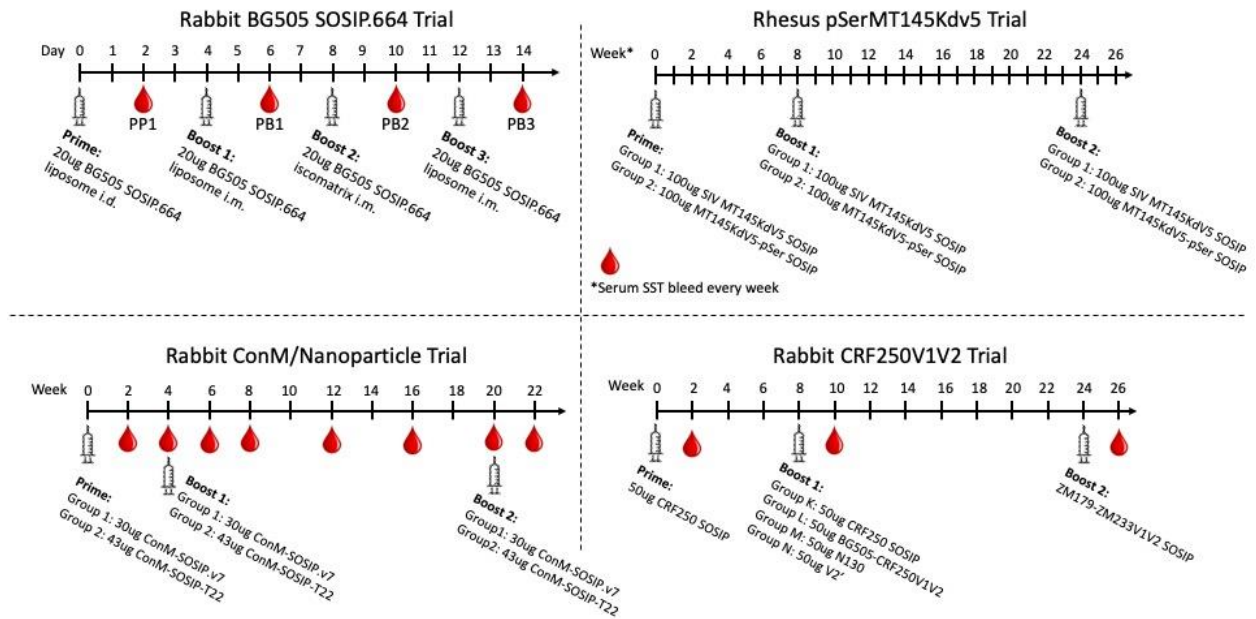 Rabbit BG505 SOSIP.664 Trial
Day 0 1 2 3 4 5 6 7 8 9 10 11 12 13 14
PP1 PB1 PB2 PB3
Prime:
20ug BG505 SOSIP.664
liposome i.d.
Boost 1:
20ug BG505 SOSIP.664
liposome i.m.
Boost 2:
20ug BG505 SOSIP.664
iscomatrix i.m.
Boost 3:
20ug BG505 SOSIP.664
liposome i.m.
Rhesus pSerMT145Kdv5 Trial
Week* 0 2 4 6 8 10 12 14 16 18 20 22 24 26
Prime:
Group 1: 100ug SIV MT145KdV5 SOSIP
Group 2: 100ug MT145KdV5-pSer SOSIP
Boost 1:
Group 1: 100ug SIV MT145KdV5 SOSIP
Group 2: 100ug MT145KdV5-pSer SOSIP
Boost 2:
Group 1: 100ug SIV MT145KdV5 SOSIP
Group 2: 100ug MT145KdV5-pSer SOSIP
*Serum SST bleed every week
Rabbit ConM/Nanoparticle Trial
Week 0 2 4 6 8 10 12 14 16 20 22
Prime:
Group 1: 30ug ConM-SOSIP.v7
Group 2: 43ug ConM-SOSIP-T22
Boost 1:
Group 1: 30ug ConM-SOSIP.v7
Group 2: 43ug ConM-SOSIP-T22
Boost 2:
Group1: 30ug ConM-SOSIP.v7
Group2: 43ug ConM-SOSIP-T22
Rabbit CRF250V1V2 Trial
Week 0 2 4 6 8 10 12 14 16 18 20 22 24 26
Prime:
50ug CRF250 SOSIP
Boost 1:
Group K: 50ug CRF250 SOSIP
Group L: 50ug BG505-CRF250V1V2
Group M: 50ug N130
Group N: 50ug V2'
Boost 2:
ZM179-ZM233V1V2 SOSIP